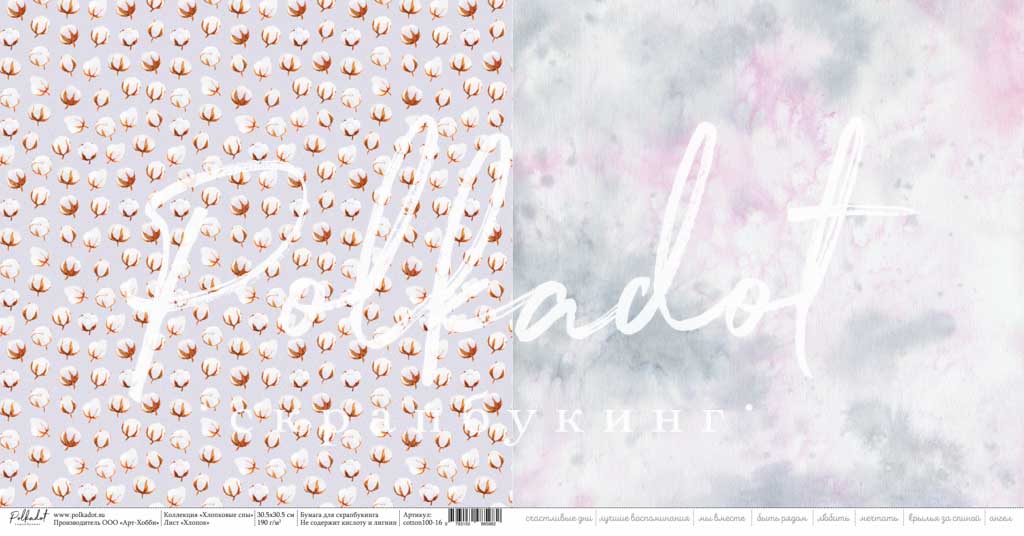 Polkadot
скрапбукинг
Polkadot
www.polkadot.su
Производитель ООО «Арт-Хобби»
Коллекция «Хлопковые сны»
Лист «Хлопок»
30.5х30.5 см
190 г/м²
Бумага для скрапбукинга
Не содержит кислоту и лигнин
Артикул:
cotton100-16
счастливые дни
лучшие воспоминания
мы вместе
быть рядом
любить
мечтать
крылья за спиной
ангел